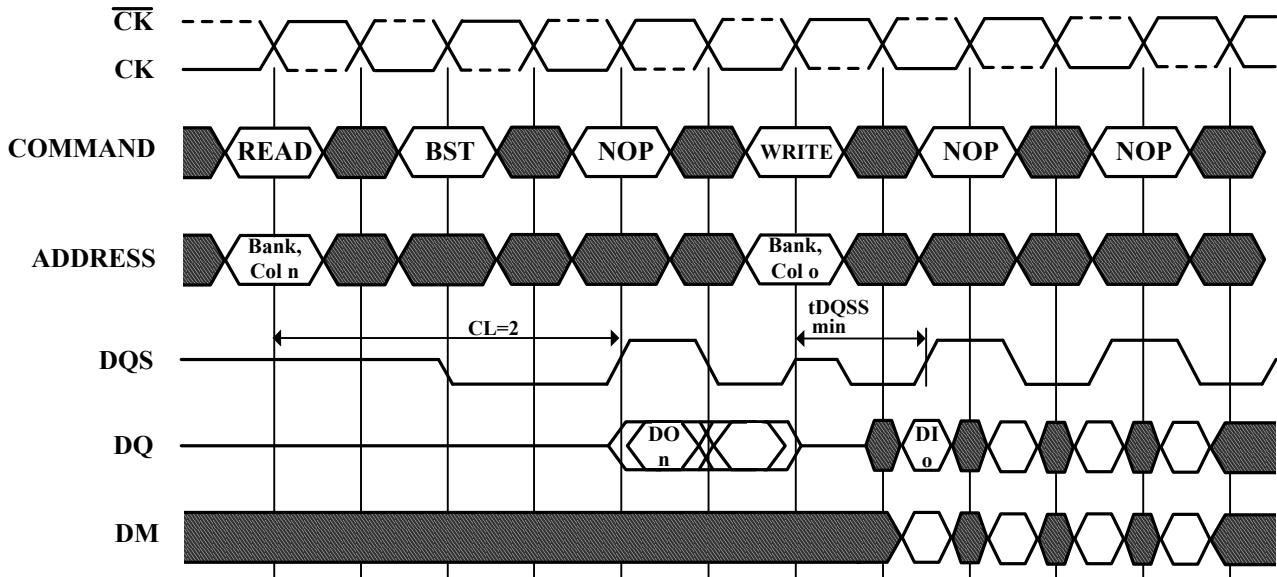 CK
CK
COMMAND READ BST NOP WRITE NOP NOP
ADDRESS Bank, Col n Bank, Col o
CL=2 tDQSS min
DQS
DQ DO n DI o
DM